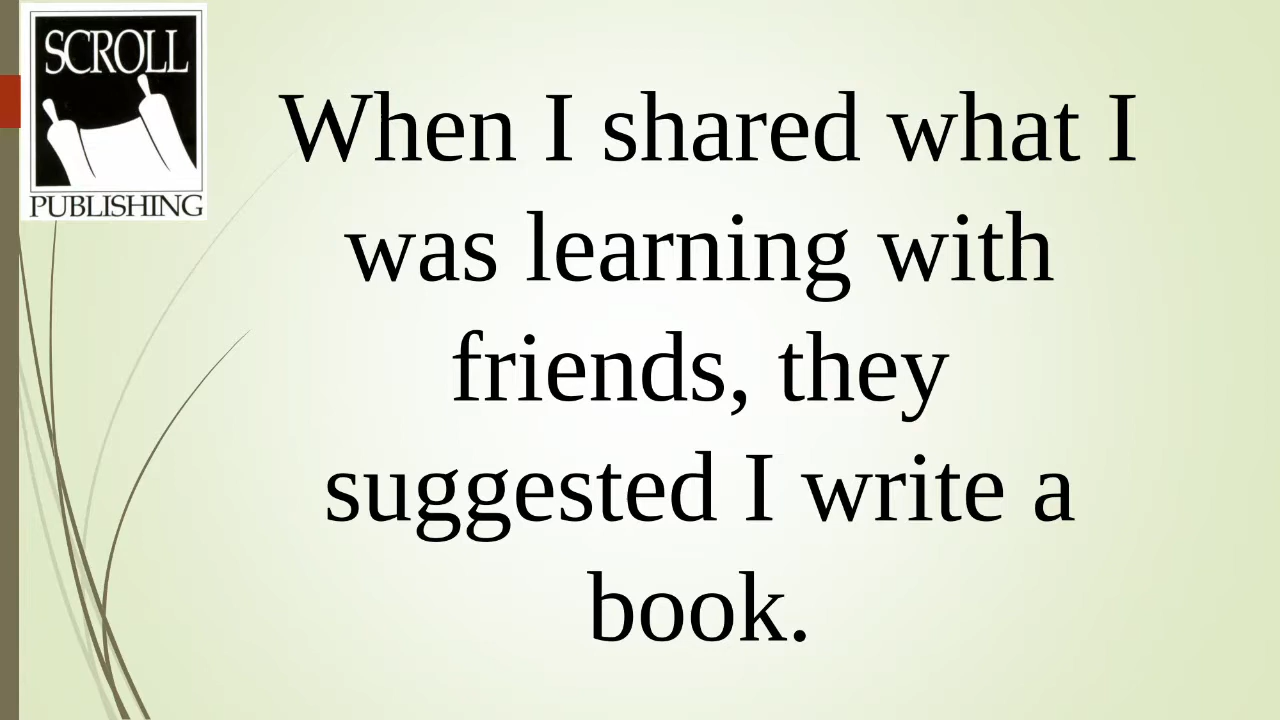 SCROLL
PUBLISHING
When I shared what I
was learning with
friends, they
suggested I write a
book.